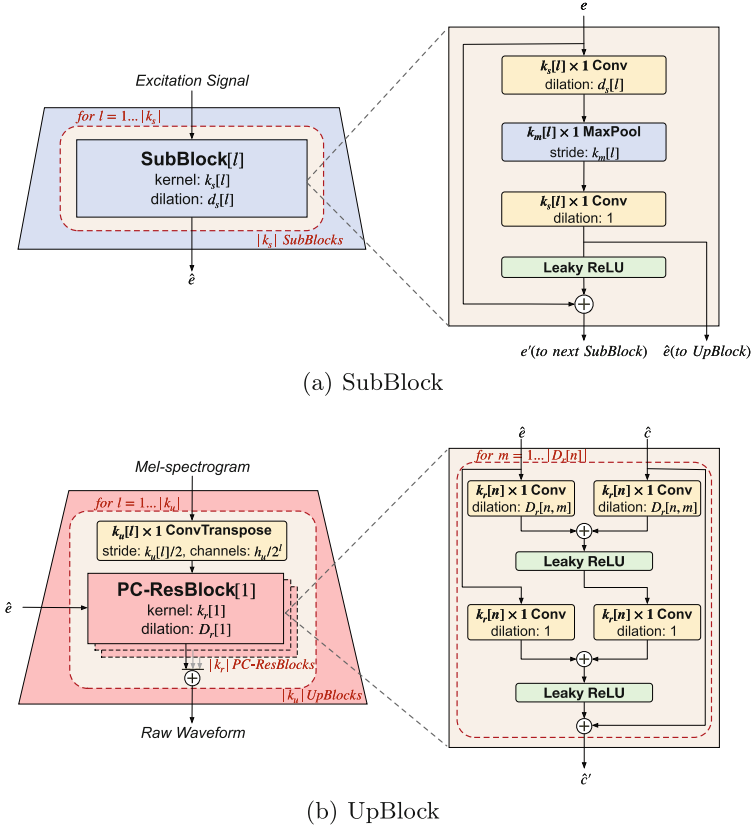 Excitation Signal
for l = 1... |kₛ|
SubBlock[l]
kernel: kₛ[l]
dilation: dₛ[l]
|kₛ| SubBlocks
ê
e
kₛ[l] × 1 Conv
dilation: dₛ[l]
kₘ[l] × 1 MaxPool
stride: kₘ[l]
kₛ[l] × 1 Conv
dilation: 1
Leaky ReLU
+
e′(to next SubBlock) ê(to UpBlock)
(a) SubBlock
Mel-spectrogram
for l = 1... |kᵤ|
kᵤ[l] × 1 ConvTranspose
stride: kᵤ[l]/2, channels: hᵤ/2ˡ
ê
PC-ResBlock[1]
kernel: kᵣ[1]
dilation: Dᵣ[1]
|kᵣ| PC-ResBlocks
+
|kᵤ| UpBlocks
Raw Waveform
ê ĉ
for m = 1... |Dᵣ[n]|
kᵣ[n] × 1 Conv
dilation: Dᵣ[n, m]
kᵣ[n] × 1 Conv
dilation: Dᵣ[n, m]
+
Leaky ReLU
kᵣ[n] × 1 Conv
dilation: 1
kᵣ[n] × 1 Conv
dilation: 1
+
Leaky ReLU
+
ĉ′
(b) UpBlock